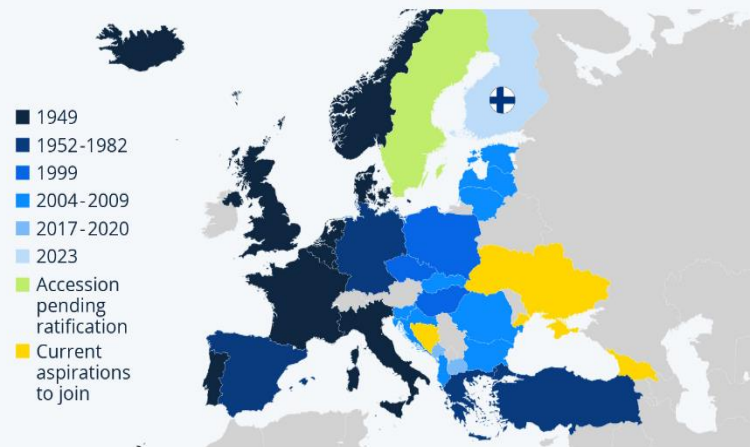 1949
1952-1982
1999
2004-2009
2017-2020
2023
Accession
pending
ratification
Current
aspirations
to join